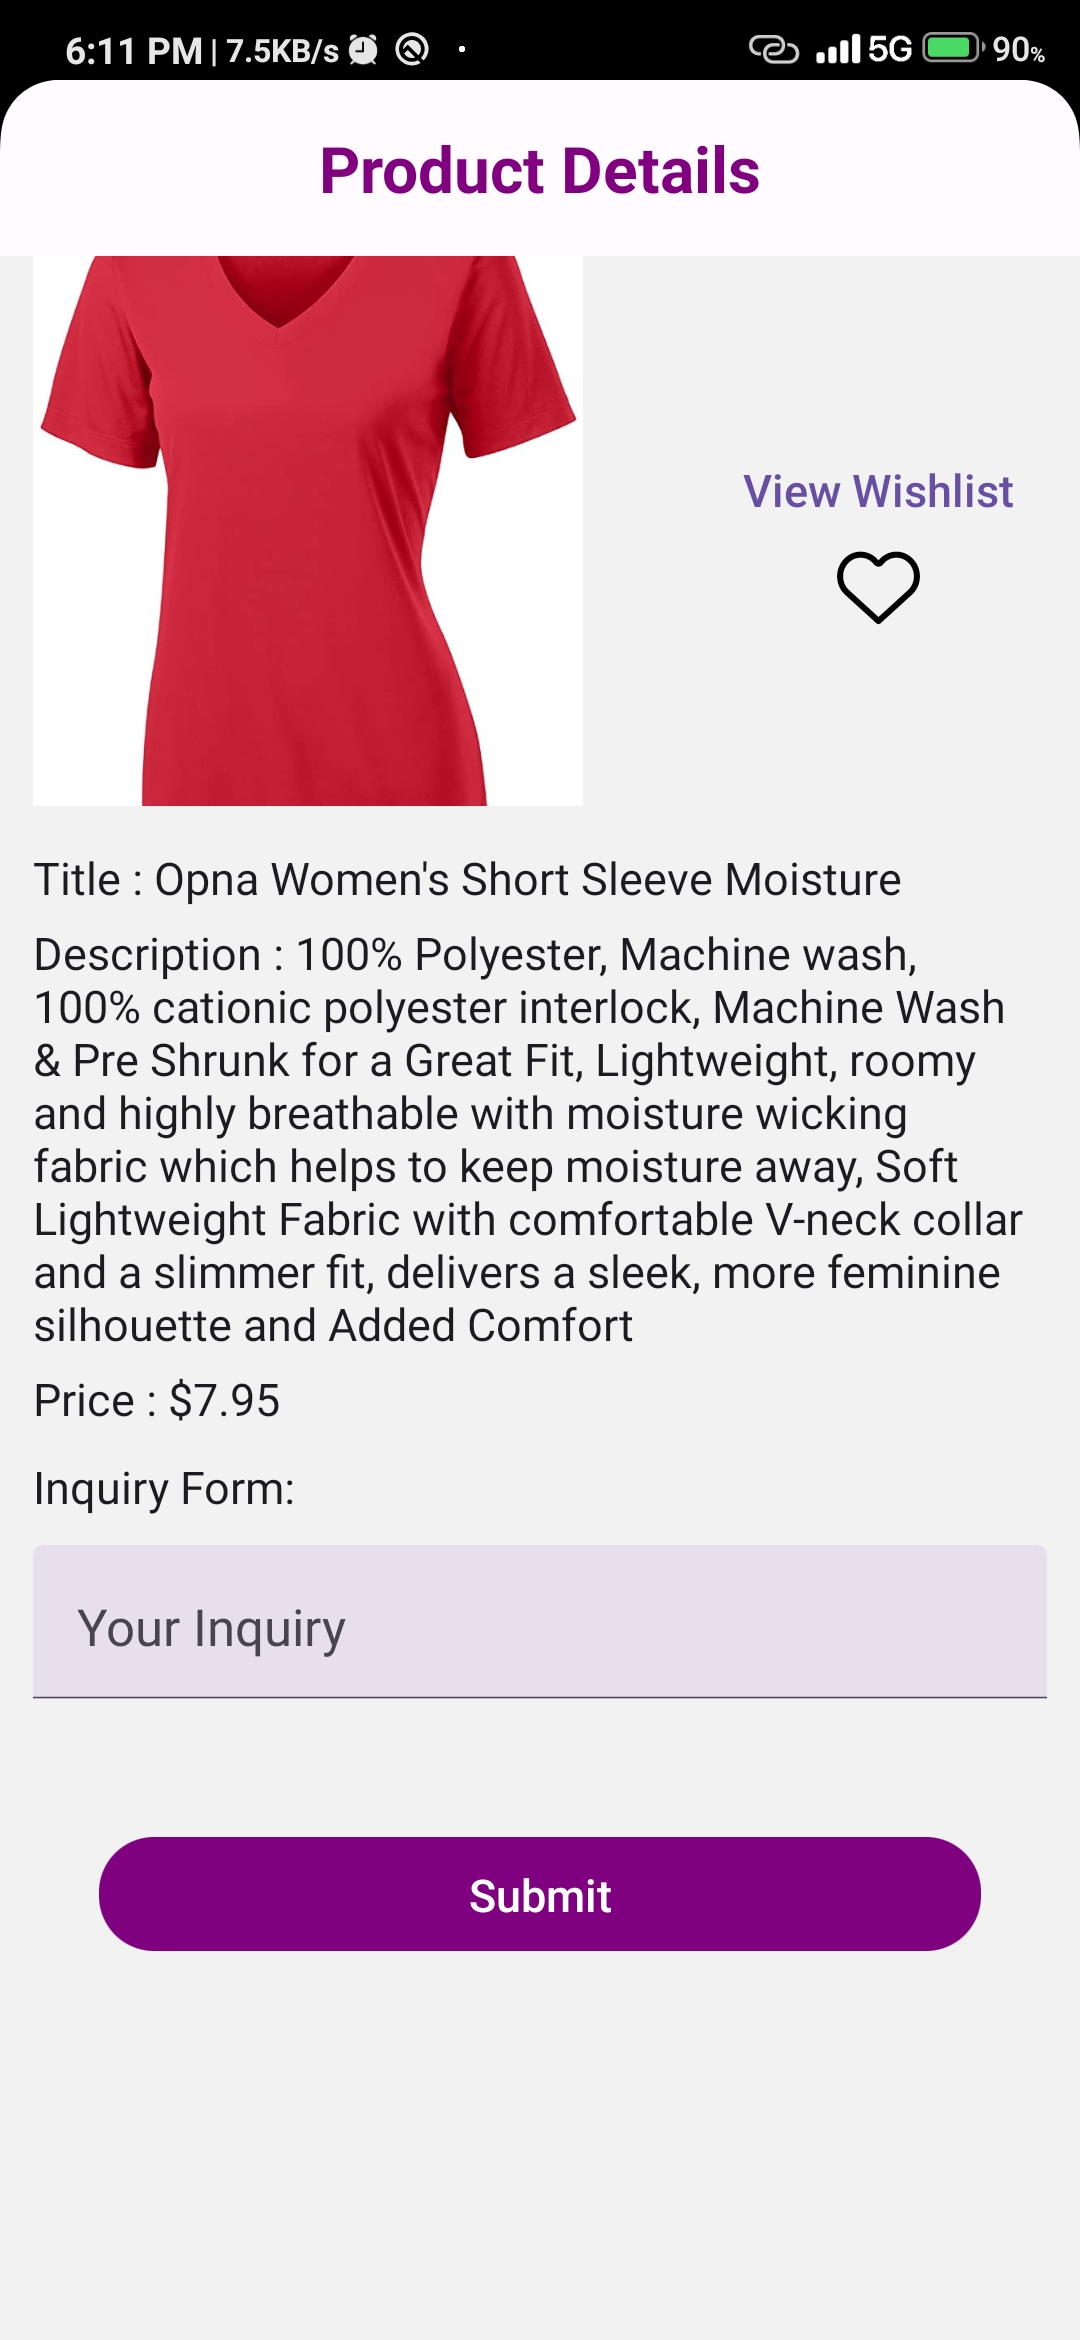 6:11 PM | 7.5KB/s 5G 90%
Product Details
View Wishlist
Title : Opna Women's Short Sleeve Moisture
Description : 100% Polyester, Machine wash,
100% cationic polyester interlock, Machine Wash
& Pre Shrunk for a Great Fit, Lightweight, roomy
and highly breathable with moisture wicking
fabric which helps to keep moisture away, Soft
Lightweight Fabric with comfortable V-neck collar
and a slimmer fit, delivers a sleek, more feminine
silhouette and Added Comfort
Price : $7.95
Inquiry Form:
Your Inquiry
Submit